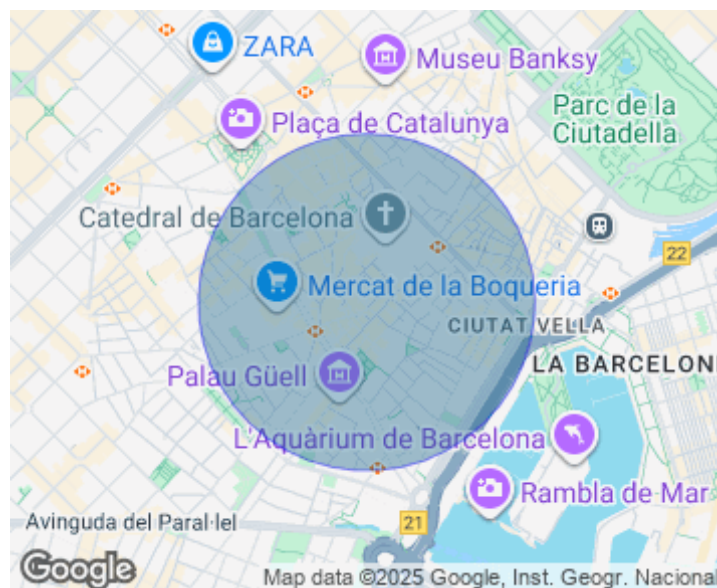 ZARA
Museu Banksy
Parc de la
Ciutadella
Plaça de Catalunya
Catedral de Barcelona
22
Mercat de la Boqueria
CIUTAT VELLA
LA BARCELON
Palau Güell
L'Aquàrium de Barcelona
Rambla de Mar
Avinguda del Paral·lel
21
Google
Map data ©2025 Google, Inst. Geogr. Nacional